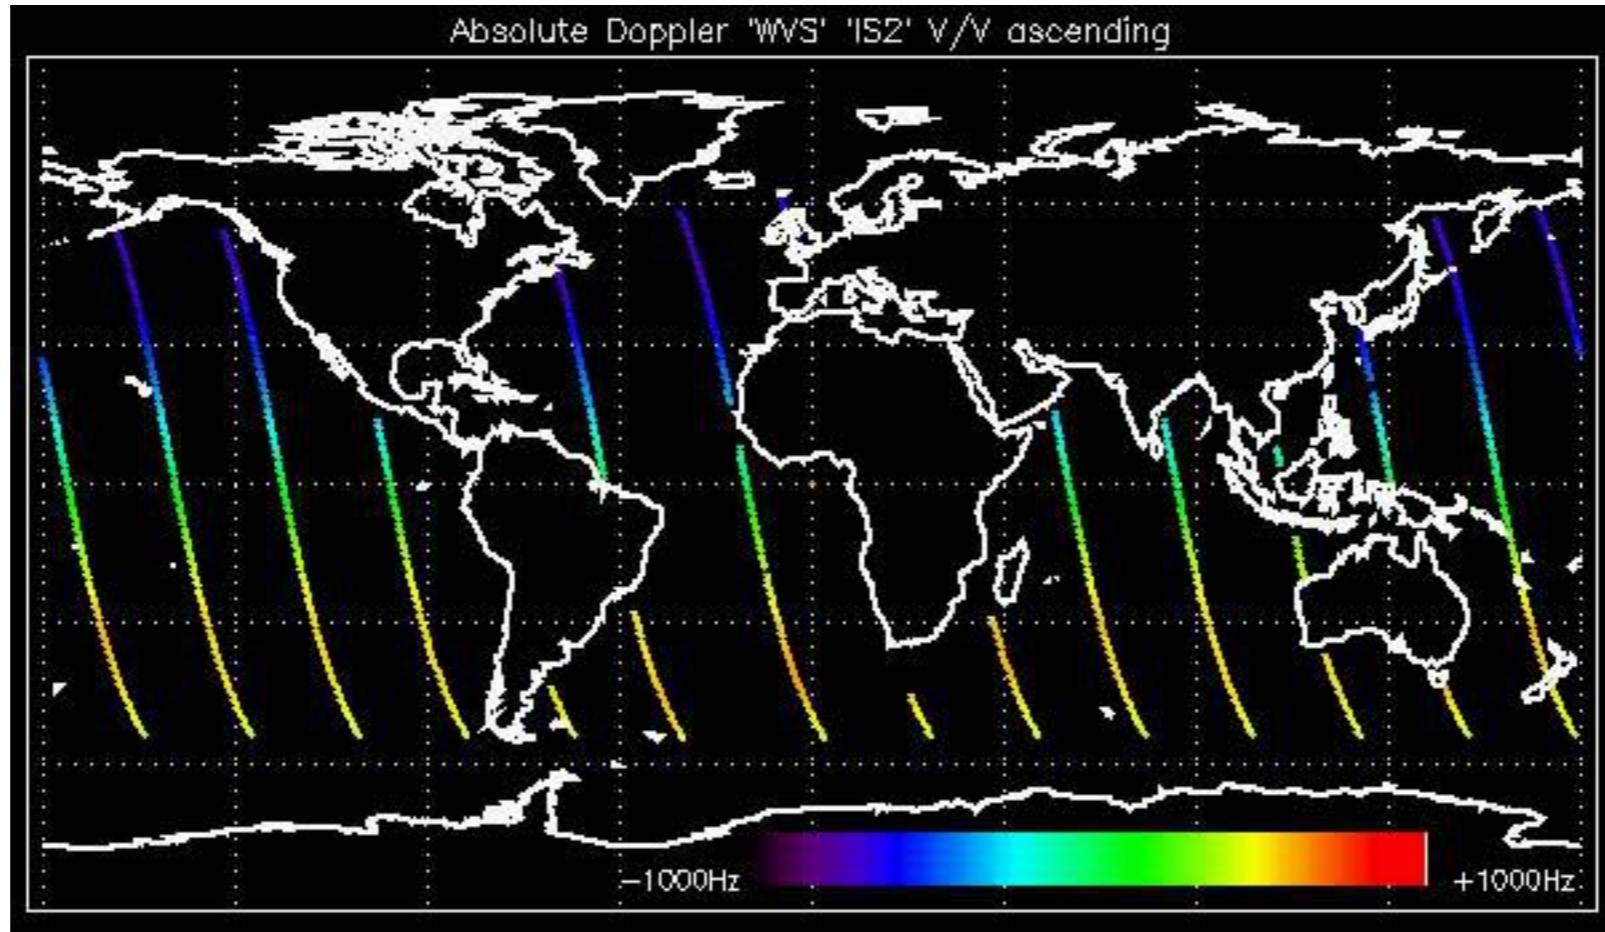 Absolute Doppler 'WVS' 'IS2' V/V ascending
-1000Hz +1000Hz